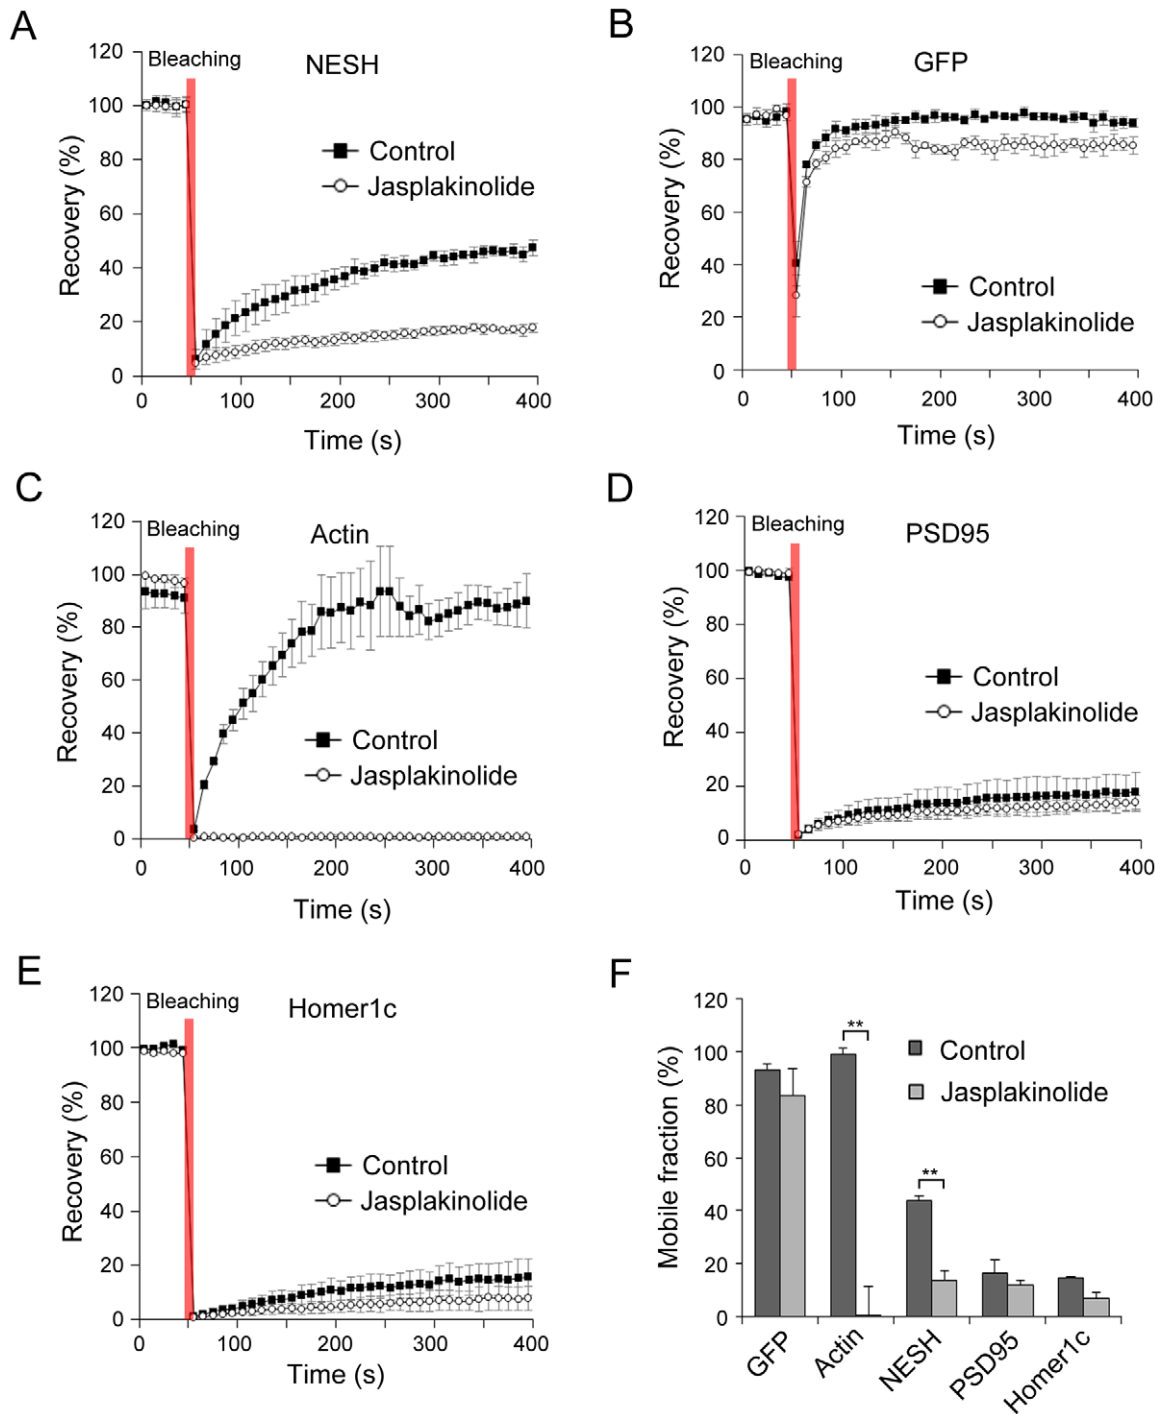 A
NESH
Bleaching
120
100
80
60
40
20
0
Recovery (%)
Control
Jasplakinolide
0 100 200 300 400
Time (s)
B
GFP
Bleaching
120
100
80
60
40
20
0
Recovery (%)
Control
Jasplakinolide
0 100 200 300 400
Time (s)
C
Actin
Bleaching
120
100
80
60
40
20
0
Recovery (%)
Control
Jasplakinolide
0 100 200 300 400
Time (s)
D
PSD95
Bleaching
120
100
80
60
40
20
0
Recovery (%)
Control
Jasplakinolide
0 100 200 300 400
Time (s)
E
Homer1c
Bleaching
120
100
80
60
40
20
0
Recovery (%)
Control
Jasplakinolide
0 100 200 300 400
Time (s)
F
120
100
80
60
40
20
0
Mobile fraction (%)
**
**
Control
Jasplakinolide
GFP
Actin
NESH
PSD95
Homer1c